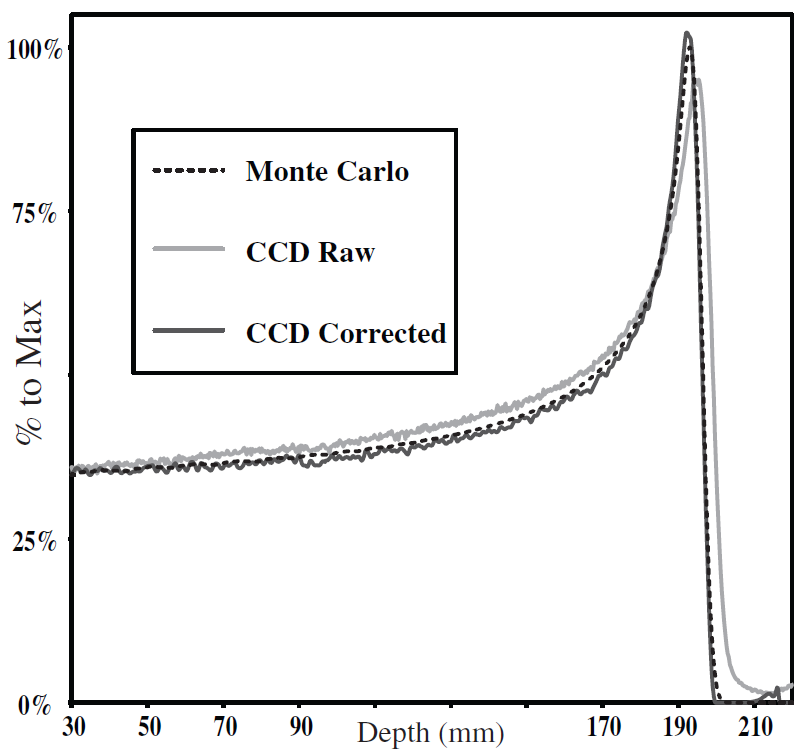 100%
75%
% to Max
25%
0%
Monte Carlo
CCD Raw
CCD Corrected
30 50 70 90 Depth (mm) 170 190 210